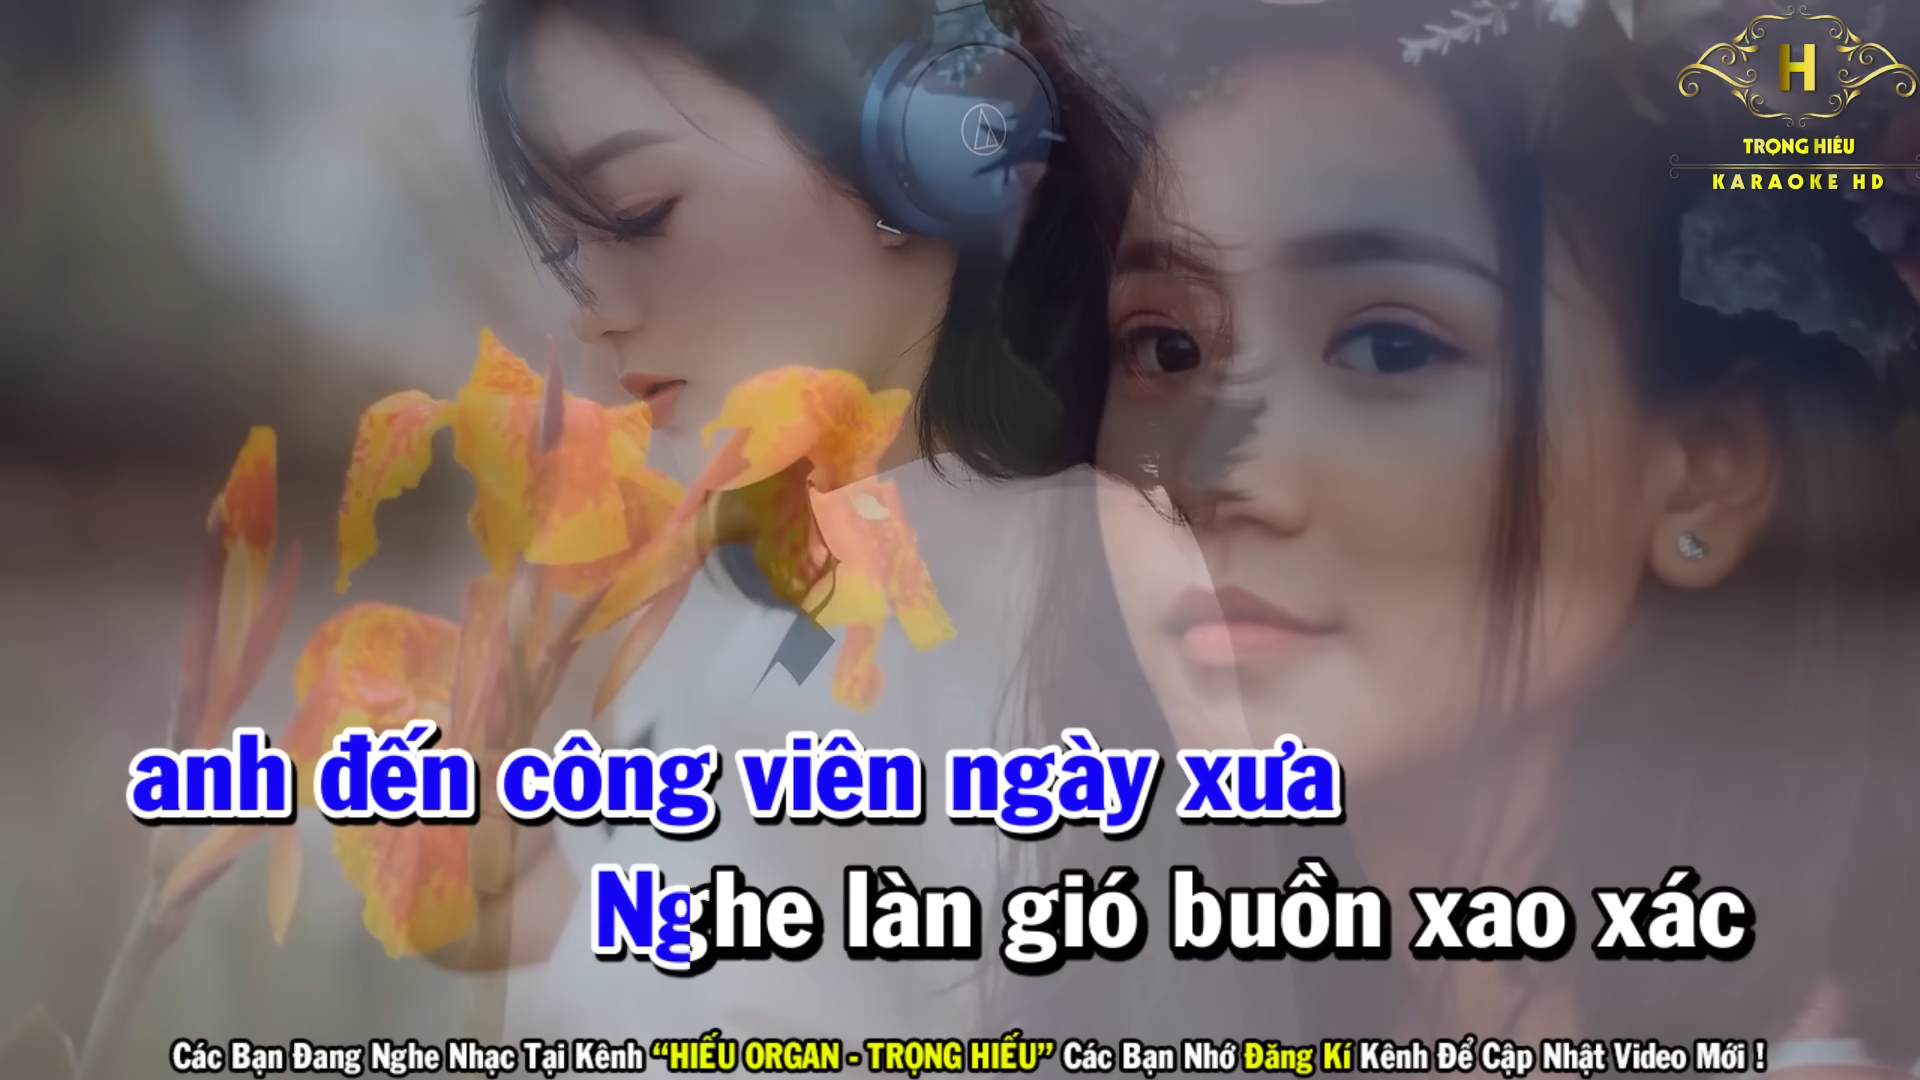 H
TRỌNG HIẾU
KARAOKE HD
anh đến công viên ngày xưa
Nghe làn gió buồn xao xác
Các Bạn Đang Nghe Nhạc Tại Kênh “HIẾU ORGAN - TRỌNG HIẾU” Các Bạn Nhớ Đăng Kí Kênh Để Cập Nhật Video Mới !